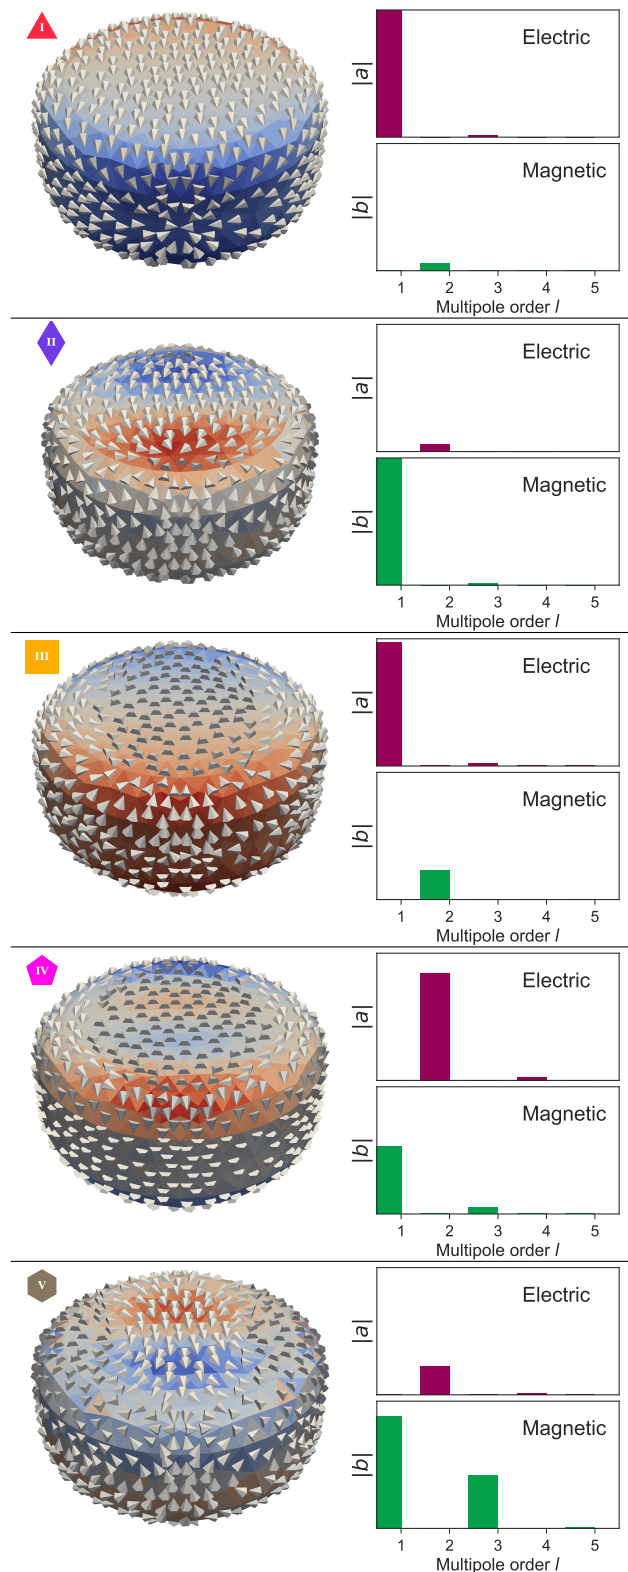 I
Electric
|a|
Magnetic
|b|
1 2 3 4 5
Multipole order l
II
Electric
|a|
Magnetic
|b|
1 2 3 4 5
Multipole order l
III
Electric
|a|
Magnetic
|b|
1 2 3 4 5
Multipole order l
IV
Electric
|a|
Magnetic
|b|
1 2 3 4 5
Multipole order l
V
Electric
|a|
Magnetic
|b|
1 2 3 4 5
Multipole order l